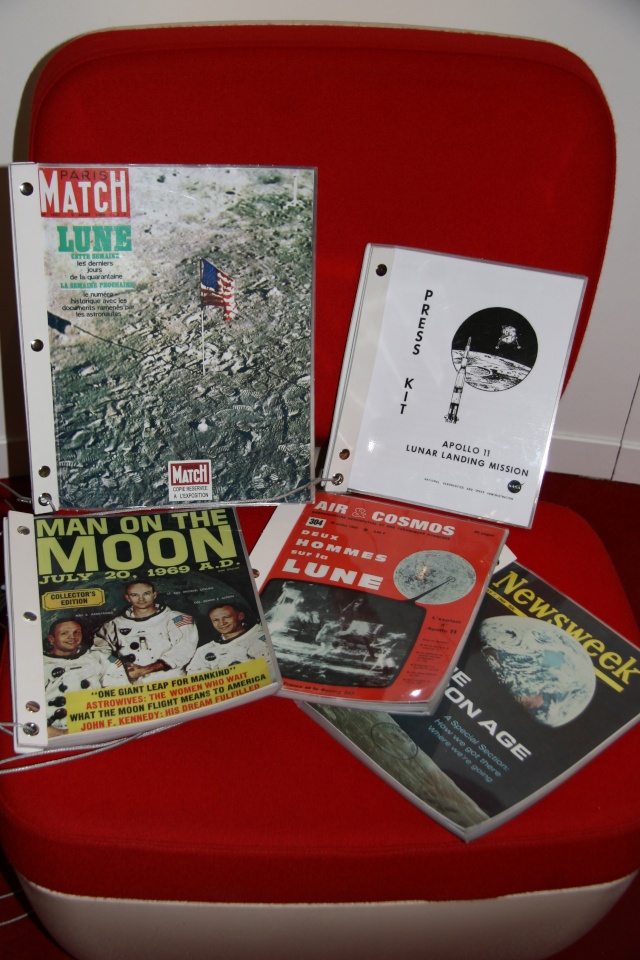 PARIS
MATCH
LUNE
CETTE SEMAINE
les derniers
jours
de la quarantaine
LA SEMAINE PROCHAINE
le numéro
historique avec les
documents ramenés par
les astronautes
MATCH
COPIE RESERVEE
A L'EXPOSITION
PRESS
KIT
APOLLO 11
LUNAR LANDING MISSION
NATIONAL AERONAUTICS AND SPACE ADMINISTRATION
NASA
MAN ON THE
MOON
JULY 20, 1969 A.D.
COLLECTOR'S
EDITION
"ONE GIANT LEAP FOR MANKIND"
ASTROWIVES: THE WOMEN WHO WAIT
WHAT THE MOON FLIGHT MEANS TO AMERICA
JOHN F. KENNEDY: HIS DREAM FULFILLED
AIR & COSMOS
304
DEUX
HOMMES
sur la
LUNE
Newsweek
ON AGE
A Special Section:
How we got there
Where we're going